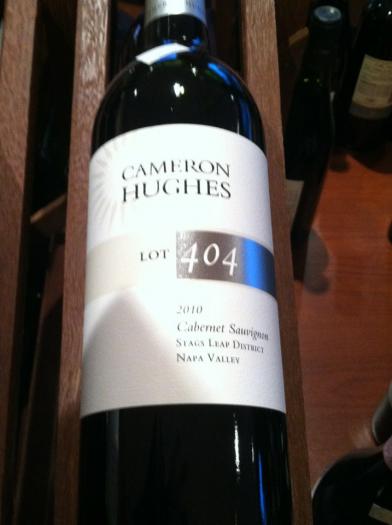 CAMERON
HUGHES
LOT 404
2010
Cabernet Sauvignon
STAGS LEAP DISTRICT
NAPA VALLEY